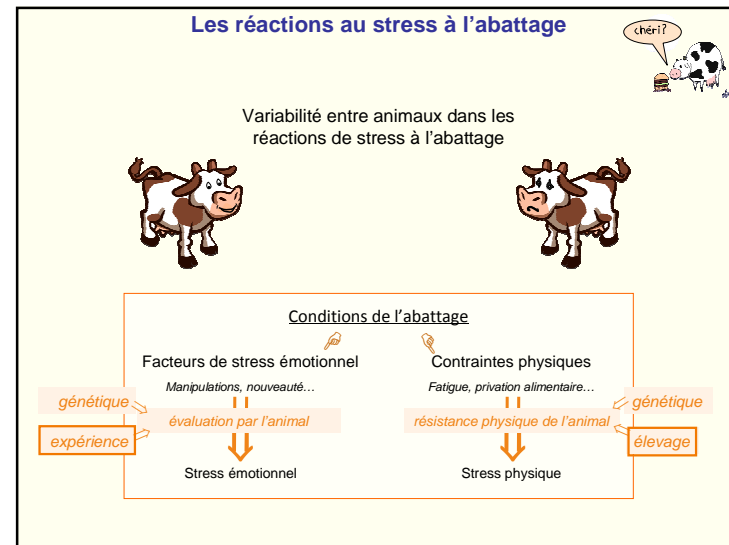 Les réactions au stress à l'abattage
chéri?
Variabilité entre animaux dans les
réactions de stress à l'abattage
Conditions de l'abattage
Facteurs de stress émotionnel
Contraintes physiques
Manipulations, nouveauté…
Fatigue, privation alimentaire…
génétique
génétique
évaluation par l'animal
résistance physique de l'animal
expérience
élevage
Stress émotionnel
Stress physique